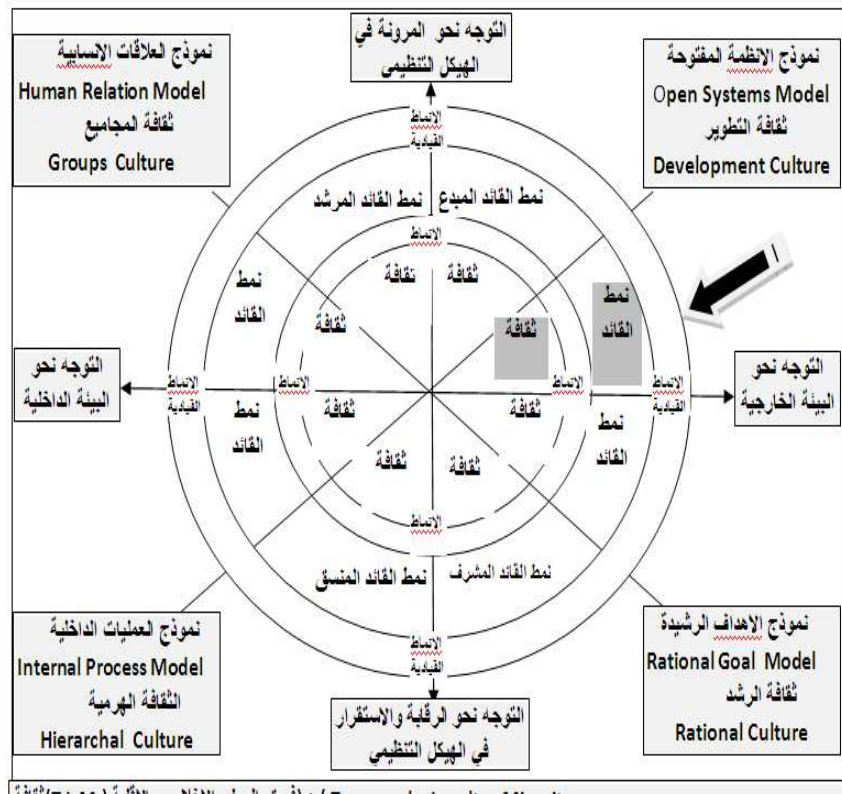 التوجه نحو المرونة في
الهيكل التنظيمي
نموذج العلاقات الانسابية
Human Relation Model
ثقافة المجاميع
Groups Culture
نموذج الانظمة المفتوحة
Open Systems Model
ثقافة التطوير
Development Culture
الانماط
القيادية
نمط القائد المرشد
نمط القائد المبدع
الانماط
ثقافة
ثقافة
نمط
القائد
ثقافة
ثقافة
نمط
القائد
التوجه نحو
البيئة الداخلية
الانماط
القيادية
الانماط
الانماط
الانماط
القيادية
التوجه نحو
البيئة الخارجية
نمط
القائد
ثقافة
ثقافة
نمط
القائد
ثقافة
ثقافة
الانماط
نمط القائد المنسق
نمط القائد المشرف
الانماط
القيادية
نموذج العمليات الداخلية
Internal Process Model
الثقافة الهرمية
Hierarchal Culture
نموذج الاهداف الرشيدة
Rational Goal Model
ثقافة الرشد
Rational Culture
التوجه نحو الرقابة والاستقرار
في الهيكل التنظيمي